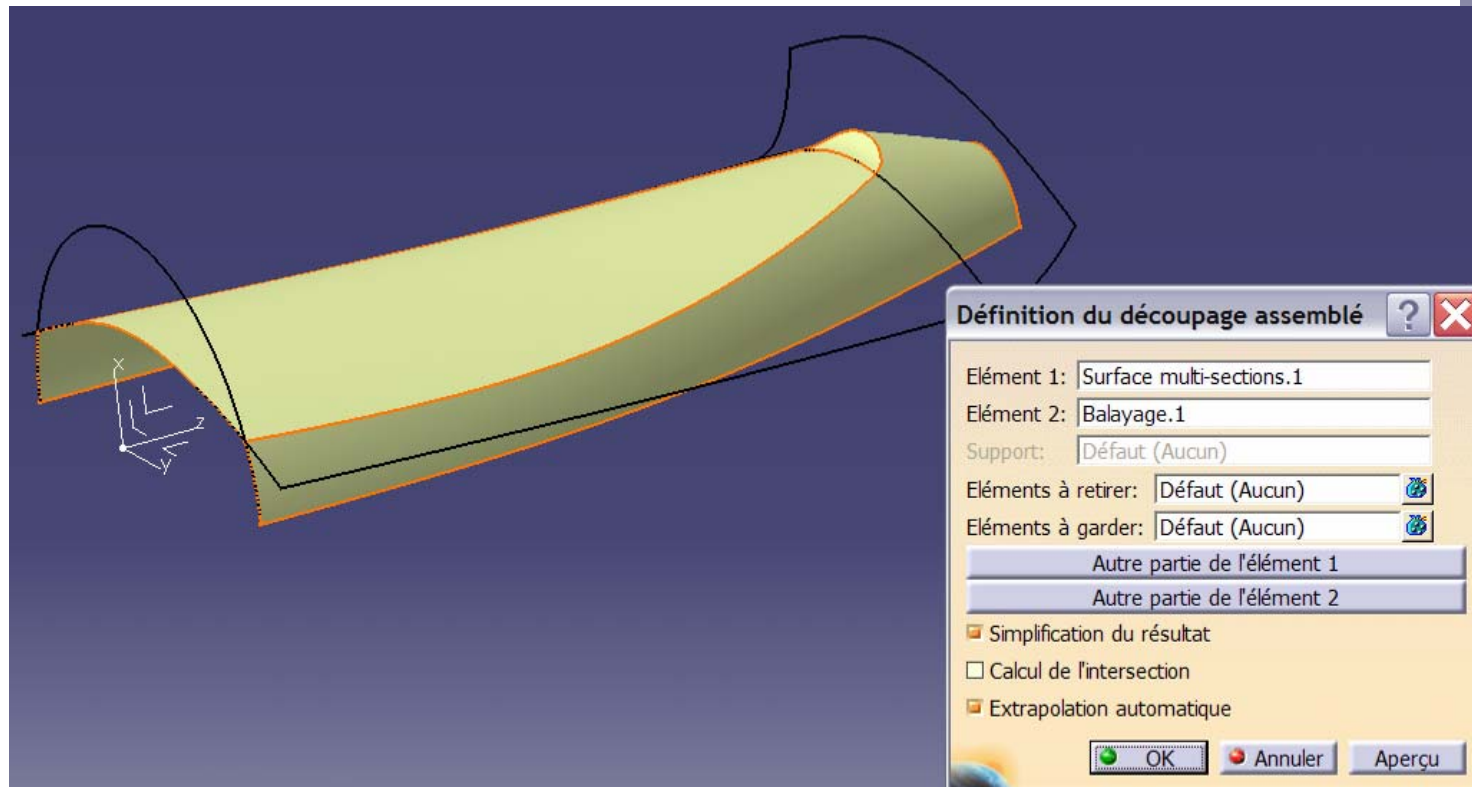 x
z
y
Définition du découpage assemblé ?
Elément 1: Surface multi-sections.1
Elément 2: Balayage.1
Support: Défaut (Aucun)
Eléments à retirer: Défaut (Aucun)
Eléments à garder: Défaut (Aucun)
Autre partie de l'élément 1
Autre partie de l'élément 2
Simplification du résultat
Calcul de l'intersection
Extrapolation automatique
OK Annuler Aperçu